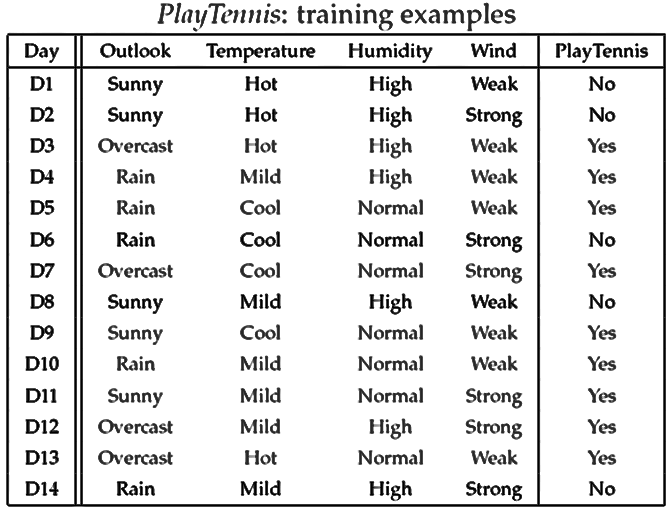 PlayTennis: training examples
Day Outlook Temperature Humidity Wind PlayTennis
D1 Sunny Hot High Weak No
D2 Sunny Hot High Strong No
D3 Overcast Hot High Weak Yes
D4 Rain Mild High Weak Yes
D5 Rain Cool Normal Weak Yes
D6 Rain Cool Normal Strong No
D7 Overcast Cool Normal Strong Yes
D8 Sunny Mild High Weak No
D9 Sunny Cool Normal Weak Yes
D10 Rain Mild Normal Weak Yes
D11 Sunny Mild Normal Strong Yes
D12 Overcast Mild High Strong Yes
D13 Overcast Hot Normal Weak Yes
D14 Rain Mild High Strong No